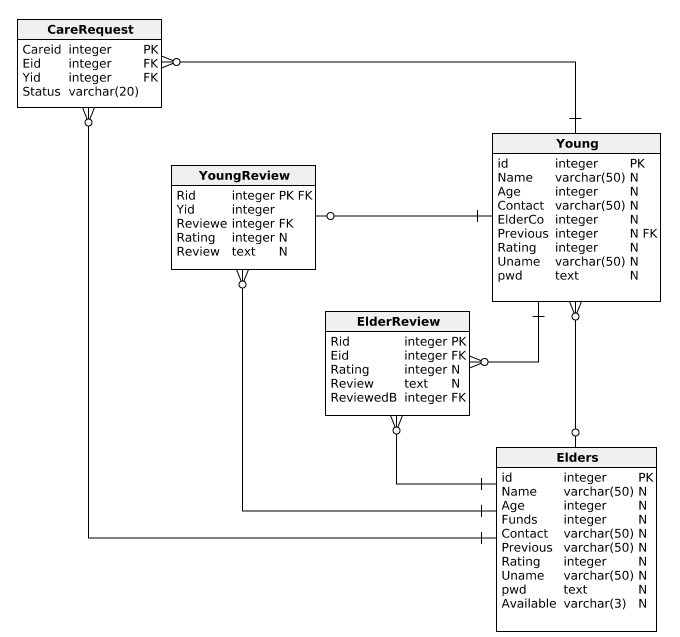 CareRequest
Careid integer PK
Eid integer FK
Yid integer FK
Status varchar(20)
Young
id integer PK
Name varchar(50) N
Age integer N
Contact varchar(50) N
ElderCo integer N
Previous integer N FK
Rating integer N
Uname varchar(50) N
pwd text N
YoungReview
Rid integer PK FK
Yid integer
Reviewe integer FK
Rating integer N
Review text N
ElderReview
Rid integer PK
Eid integer FK
Rating integer N
Review text N
ReviewedB integer FK
Elders
id integer PK
Name varchar(50) N
Age integer N
Funds integer N
Contact varchar(50) N
Previous varchar(50) N
Rating integer N
Uname varchar(50) N
pwd text N
Available varchar(3) N